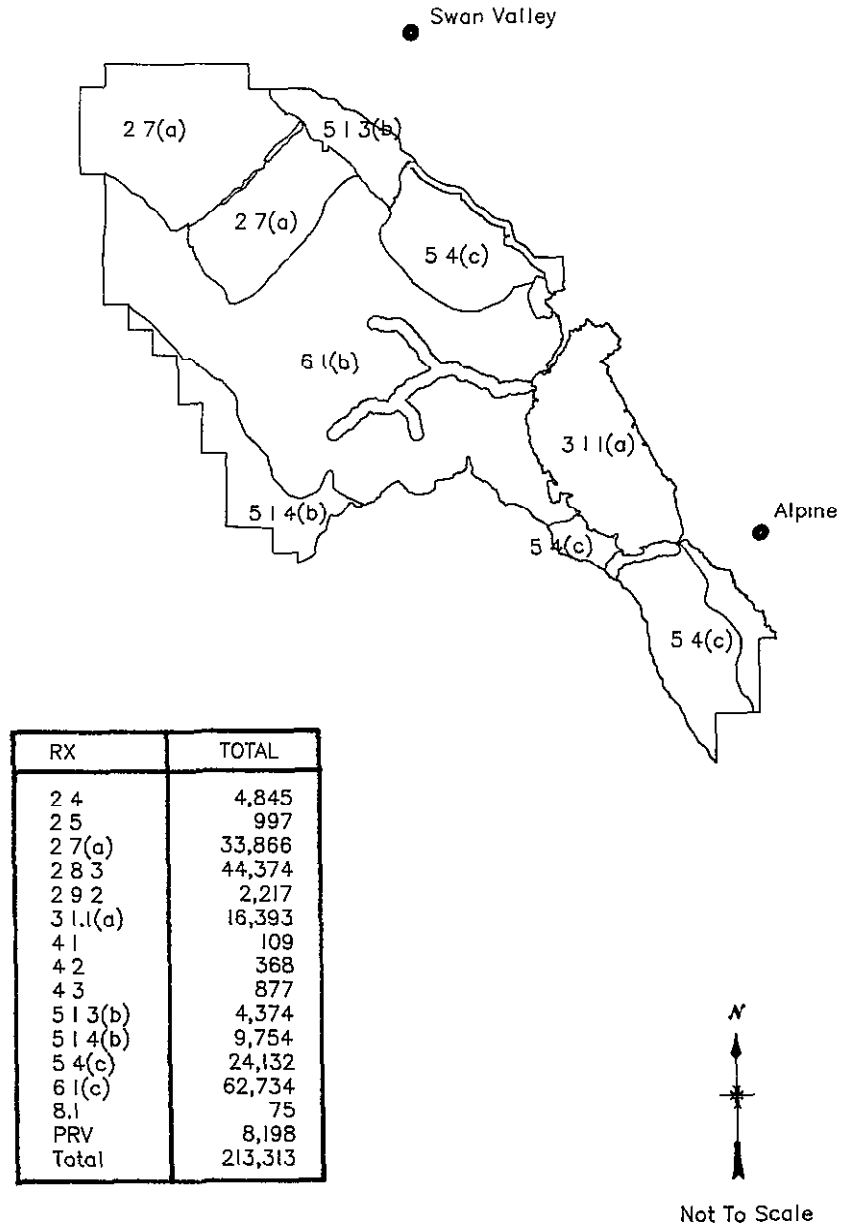 Swan Valley
2 7(a)
5 1 3(b)
2 7(a)
5 4(c)
6 1(b)
3 1 1(a)
5 1 4(b)
Alpine
5 4(c)
5 4(c)
RX TOTAL
2 4 4,845
2 5 997
2 7(a) 33,866
2 8 3 44,374
2 9 2 2,217
3 1.1(a) 16,393
4 1 109
4 2 368
4 3 877
5 1 3(b) 4,374
5 1 4(b) 9,754
5 4(c) 24,132
6 1(c) 62,734
8.1 75
PRV 8,198
Total 213,313
N
Not To Scale